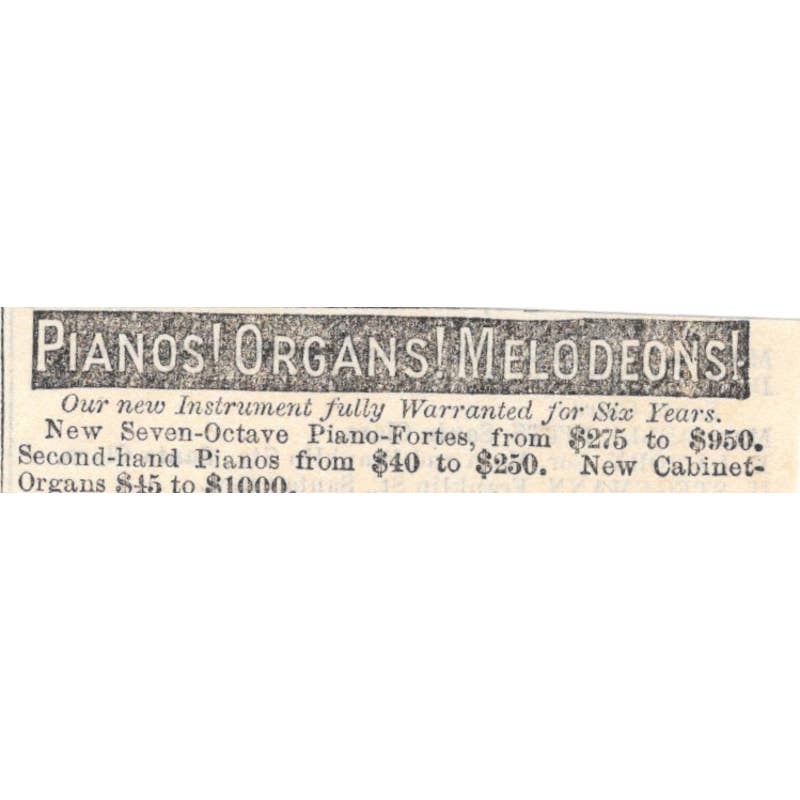 PIANOS! ORGANS! MELODEONS!
Our new Instrument fully Warranted for Six Years.
New Seven-Octave Piano-Fortes, from $275 to $950.
Second-hand Pianos from $40 to $250. New Cabinet-
Organs $45 to $1000.